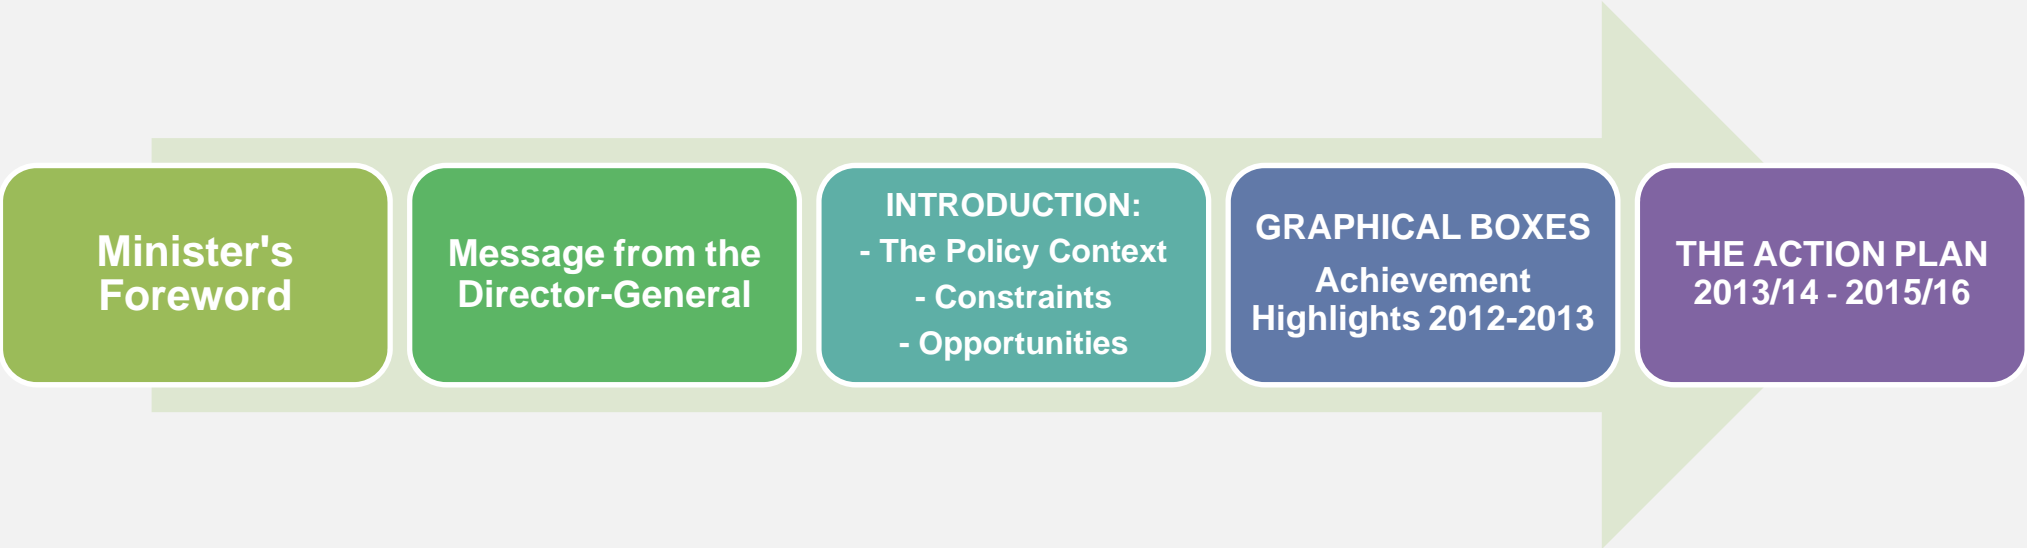 Minister's
Foreword
Message from the
Director-General
INTRODUCTION:
- The Policy Context
- Constraints
- Opportunities
GRAPHICAL BOXES
Achievement
Highlights 2012-2013
THE ACTION PLAN
2013/14 - 2015/16